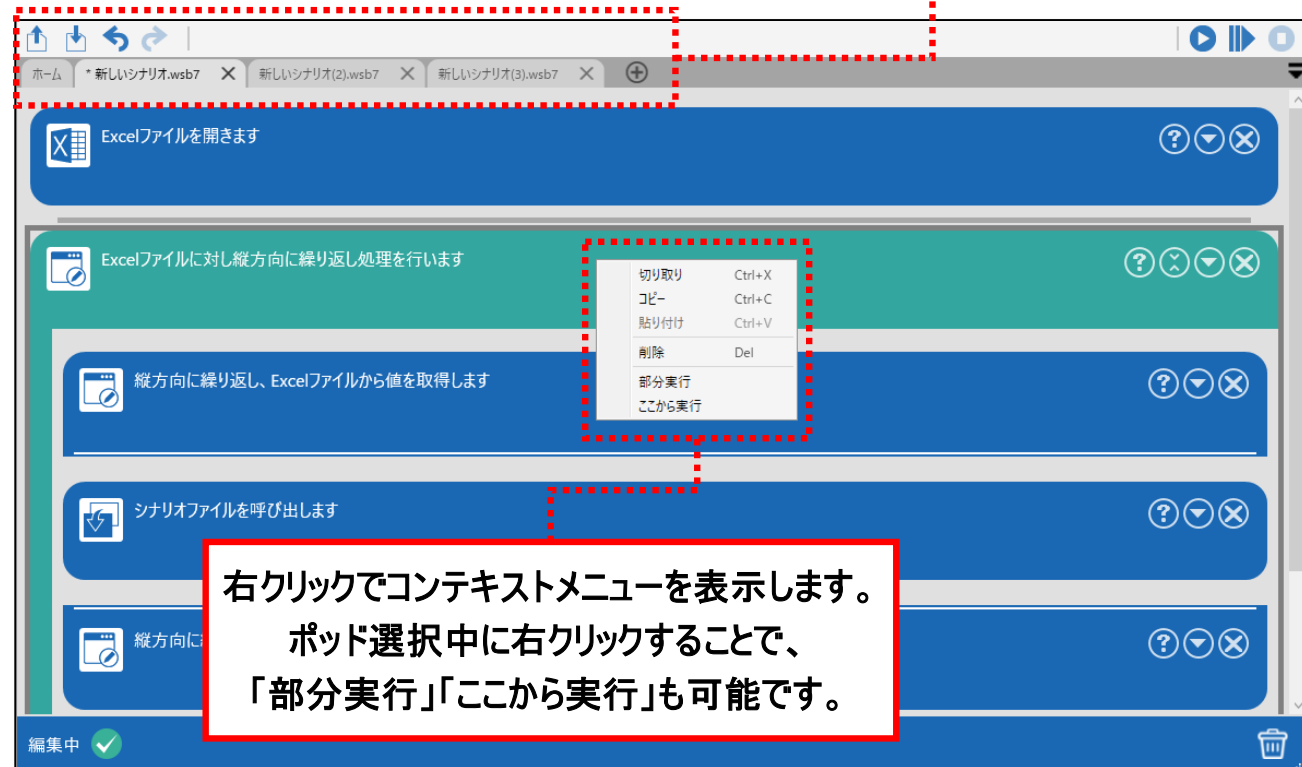 ホーム
* 新しいシナリオ.wsb7
新しいシナリオ(2).wsb7
新しいシナリオ(3).wsb7
Excelファイルを開きます
Excelファイルに対し縦方向に繰り返し処理を行います
切り取り Ctrl+X
コピー Ctrl+C
貼り付け Ctrl+V
削除 Del
部分実行
ここから実行
縦方向に繰り返し、Excelファイルから値を取得します
シナリオファイルを呼び出します
縦方向に
右クリックでコンテキストメニューを表示します。
ポッド選択中に右クリックすることで、
「部分実行」「ここから実行」も可能です。
編集中